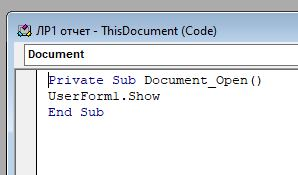 ЛР1 отчет - ThisDocument (Code)
Document
Private Sub Document_Open()
UserForm1.Show
End Sub